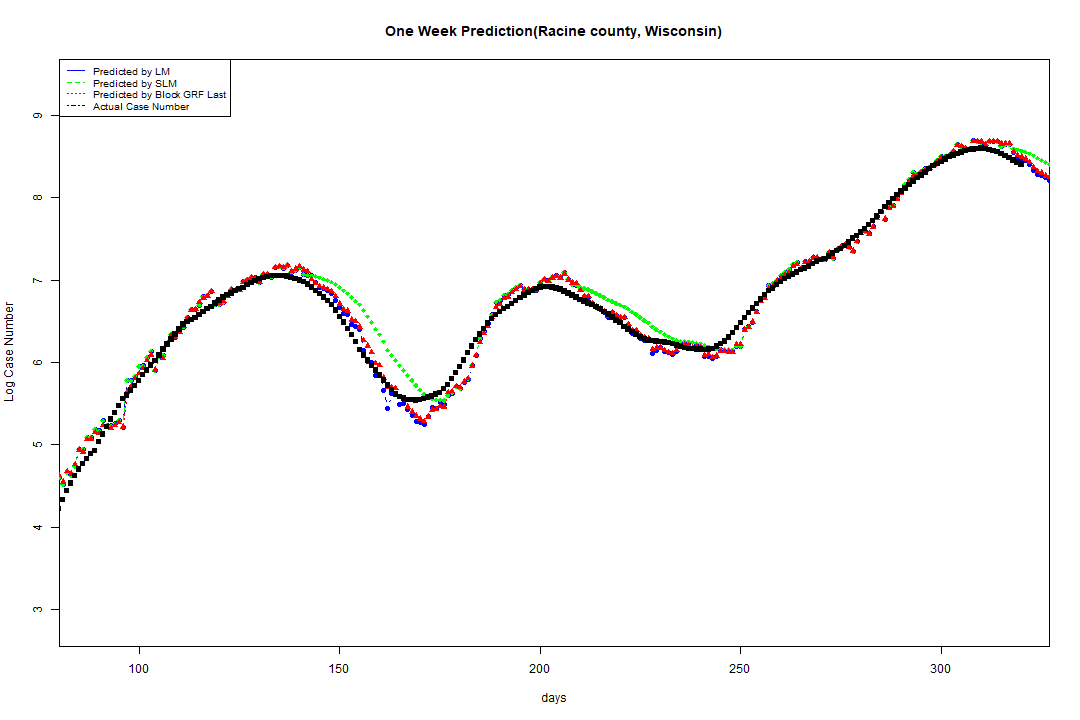 One Week Prediction(Racine county, Wisconsin)
Predicted by LM
Predicted by SLM
Predicted by Block GRF Last
Actual Case Number
9
8
7
6
5
4
3
Log Case Number
100 150 200 250 300
days